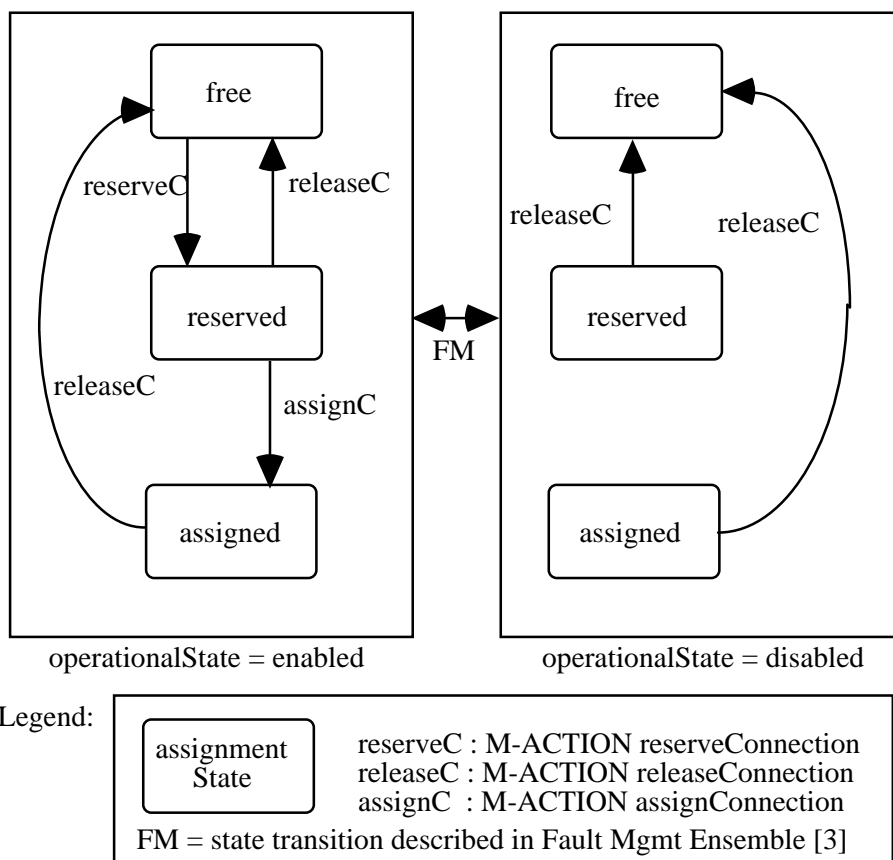 free
reserveC
releaseC
reserved
releaseC
assignC
assigned
operationalState = enabled
FM
free
releaseC
releaseC
reserved
assigned
operationalState = disabled
Legend:
assignment
State
reserveC : M-ACTION reserveConnection
releaseC : M-ACTION releaseConnection
assignC : M-ACTION assignConnection
FM = state transition described in Fault Mgmt Ensemble [3]